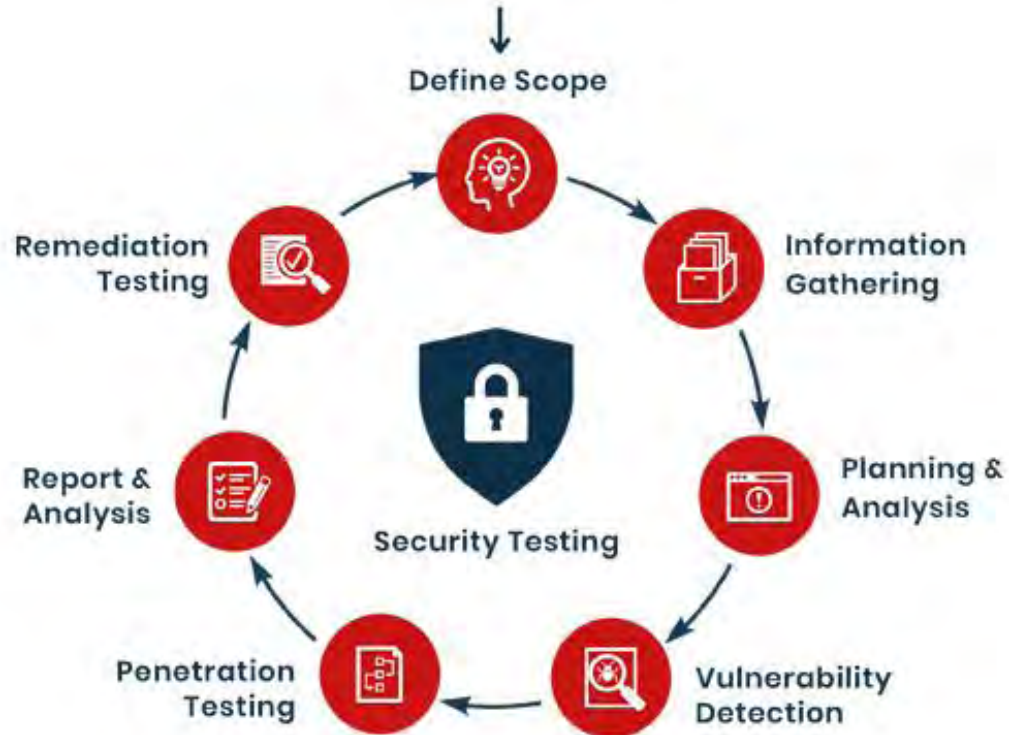 Define Scope
Information
Gathering
Planning &
Analysis
Vulnerability
Detection
Penetration
Testing
Report &
Analysis
Remediation
Testing
Security Testing